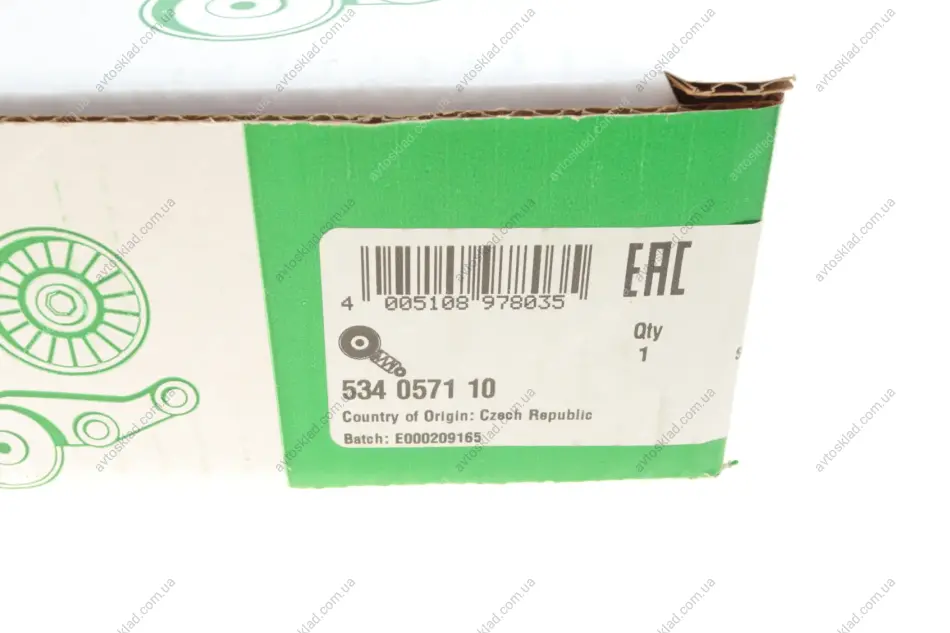 EAC
4 005108 978035
Qty
1
534 0571 10
Country of Origin: Czech Republic
Batch: E000209165
avtosklad.com.ua